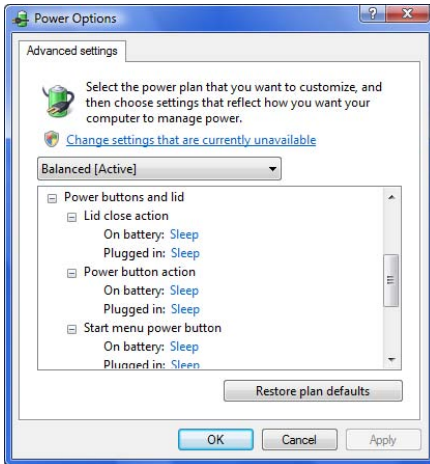 Power Options
Advanced settings
Select the power plan that you want to customize, and
then choose settings that reflect how you want your
computer to manage power.
Change settings that are currently unavailable
Balanced [Active]
Power buttons and lid
Lid close action
On battery: Sleep
Plugged in: Sleep
Power button action
On battery: Sleep
Plugged in: Sleep
Start menu power button
On battery: Sleep
Plugged in: Sleep
Restore plan defaults
OK Cancel Apply